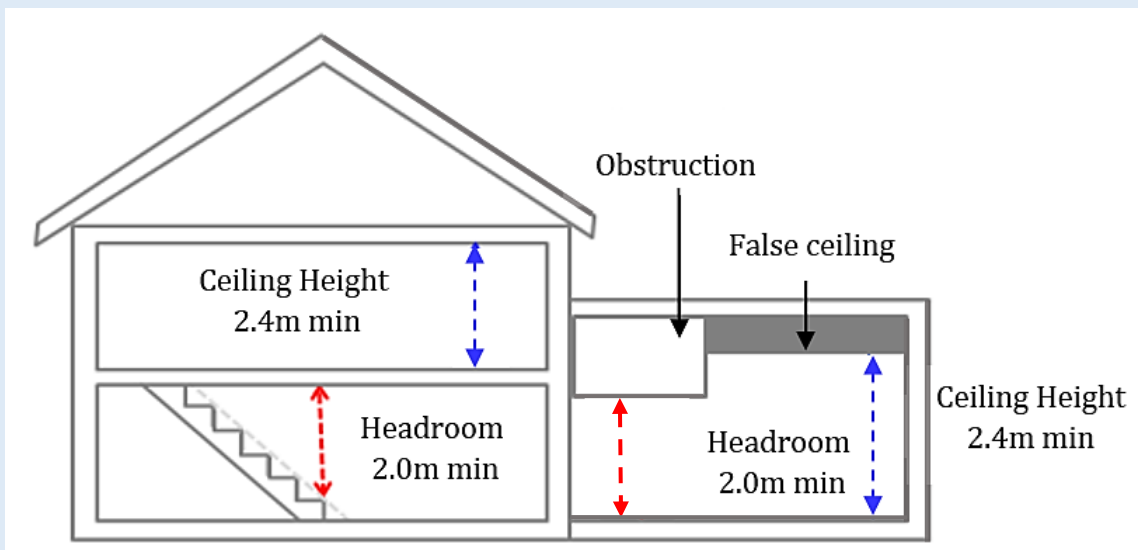 Obstruction
False ceiling
Ceiling Height
2.4m min
Headroom
2.0m min
Headroom
2.0m min
Ceiling Height
2.4m min